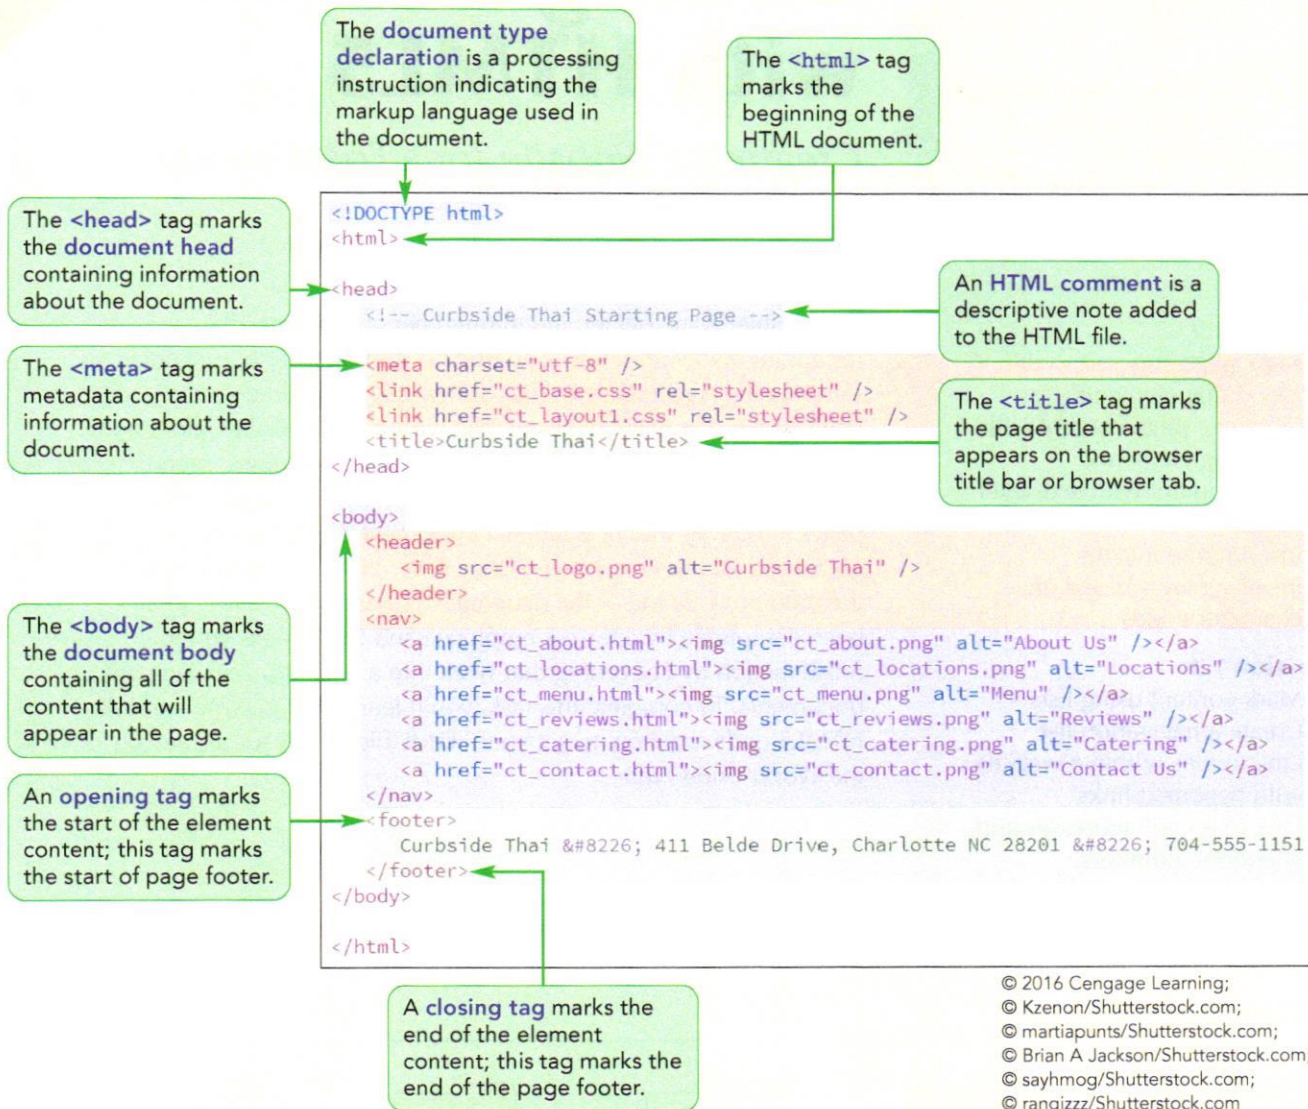 The document type
declaration is a processing
instruction indicating the
markup language used in
the document.
The <html> tag
marks the
beginning of the
HTML document.
The <head> tag marks
the document head
containing information
about the document.
The <meta> tag marks
metadata containing
information about the
document.
The <body> tag marks
the document body
containing all of the
content that will
appear in the page.
An opening tag marks
the start of the element
content; this tag marks
the start of page footer.
<!DOCTYPE html>
<html>
<head>
<!-- Curbside Thai Starting Page -->
<meta charset="utf-8" />
<link href="ct_base.css" rel="stylesheet" />
<link href="ct_layout1.css" rel="stylesheet" />
<title>Curbside Thai</title>
</head>
<body>
<header>
<img src="ct_logo.png" alt="Curbside Thai" />
</header>
<nav>
<a href="ct_about.html"><img src="ct_about.png" alt="About Us" /></a>
<a href="ct_locations.html"><img src="ct_locations.png" alt="Locations" /></a>
<a href="ct_menu.html"><img src="ct_menu.png" alt="Menu" /></a>
<a href="ct_reviews.html"><img src="ct_reviews.png" alt="Reviews" /></a>
<a href="ct_catering.html"><img src="ct_catering.png" alt="Catering" /></a>
<a href="ct_contact.html"><img src="ct_contact.png" alt="Contact Us" /></a>
</nav>
<footer>
Curbside Thai &#8226; 411 Belde Drive, Charlotte NC 28201 &#8226; 704-555-1151
</footer>
</body>
</html>
An HTML comment is a
descriptive note added
to the HTML file.
The <title> tag marks
the page title that
appears on the browser
title bar or browser tab.
A closing tag marks the
end of the element
content; this tag marks the
end of the page footer.
© 2016 Cengage Learning;
© Kzenon/Shutterstock.com;
© martiapunts/Shutterstock.com;
© Brian A Jackson/Shutterstock.com;
© sayhmog/Shutterstock.com;
© rangizzz/Shutterstock.com